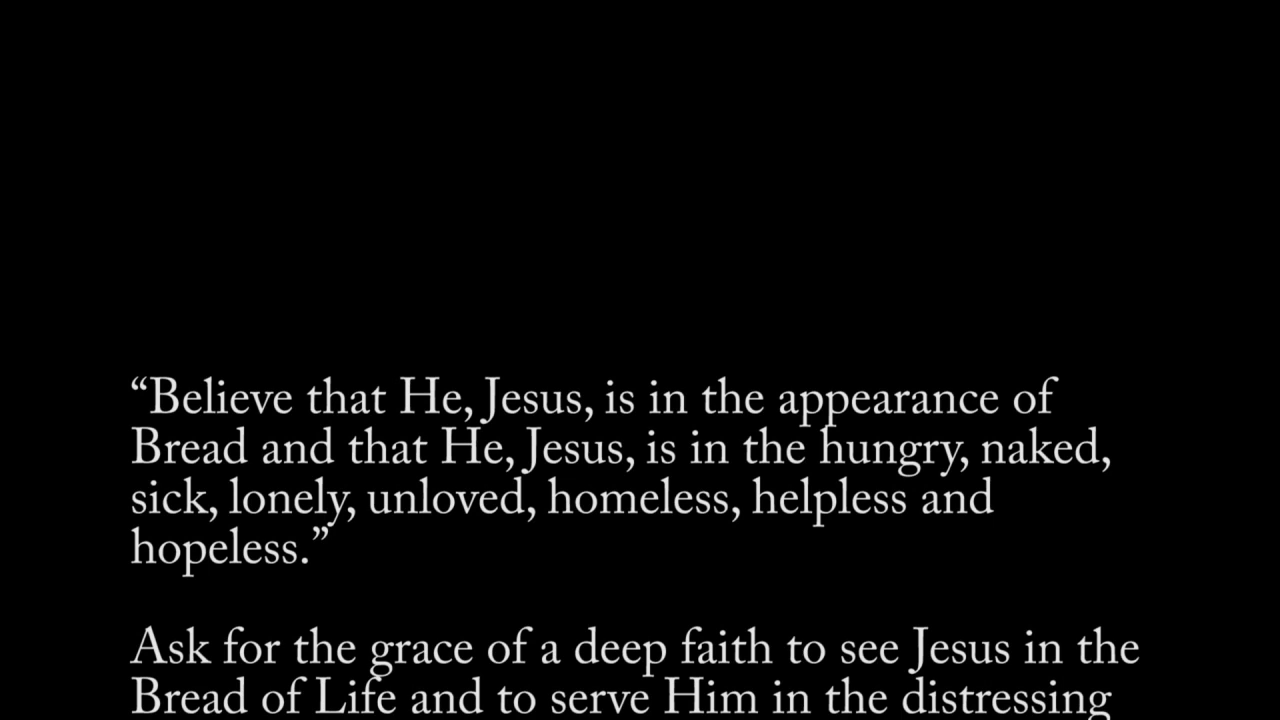 “Believe that He, Jesus, is in the appearance of
Bread and that He, Jesus, is in the hungry, naked,
sick, lonely, unloved, homeless, helpless and
hopeless.”
Ask for the grace of a deep faith to see Jesus in the
Bread of Life and to serve Him in the distressing